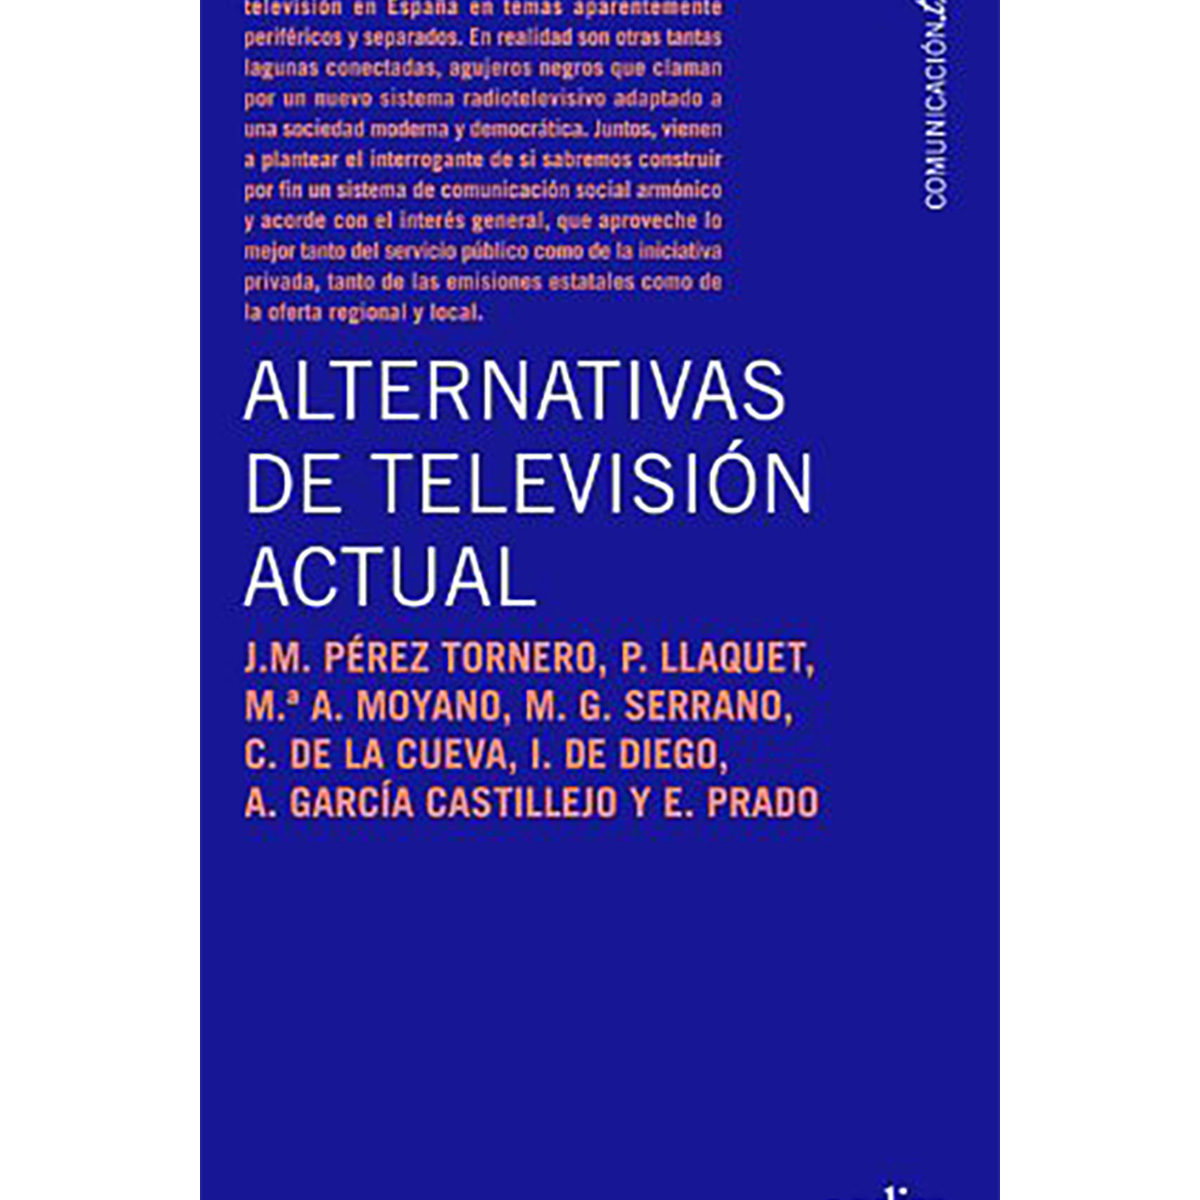 televisión en España en temas aparentemente
periféricos y separados. En realidad son otras tantas
lagunas conectadas, agujeros negros que claman
por un nuevo sistema radiotelevisivo adaptado a
una sociedad moderna y democrática. Juntos, vienen
a plantear el interrogante de si sabremos construir
por fin un sistema de comunicación social armónico
y acorde con el interés general, que aproveche lo
mejor tanto del servicio público como de la iniciativa
privada, tanto de las emisiones estatales como de
la oferta regional y local.
COMUNICACIÓN
ALTERNATIVAS
DE TELEVISIÓN
ACTUAL
J.M. PÉREZ TORNERO, P. LLAQUET,
M.ª A. MOYANO, M. G. SERRANO,
C. DE LA CUEVA, I. DE DIEGO,
A. GARCÍA CASTILLEJO Y E. PRADO